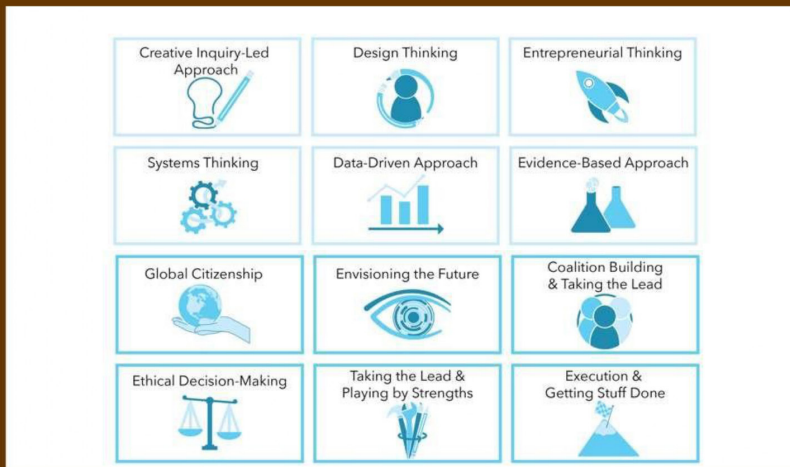 Creative Inquiry-Led
Approach
Design Thinking
Entrepreneurial Thinking
Systems Thinking
Data-Driven Approach
Evidence-Based Approach
Global Citizenship
Envisioning the Future
Coalition Building
& Taking the Lead
Ethical Decision-Making
Taking the Lead &
Playing by Strengths
Execution &
Getting Stuff Done